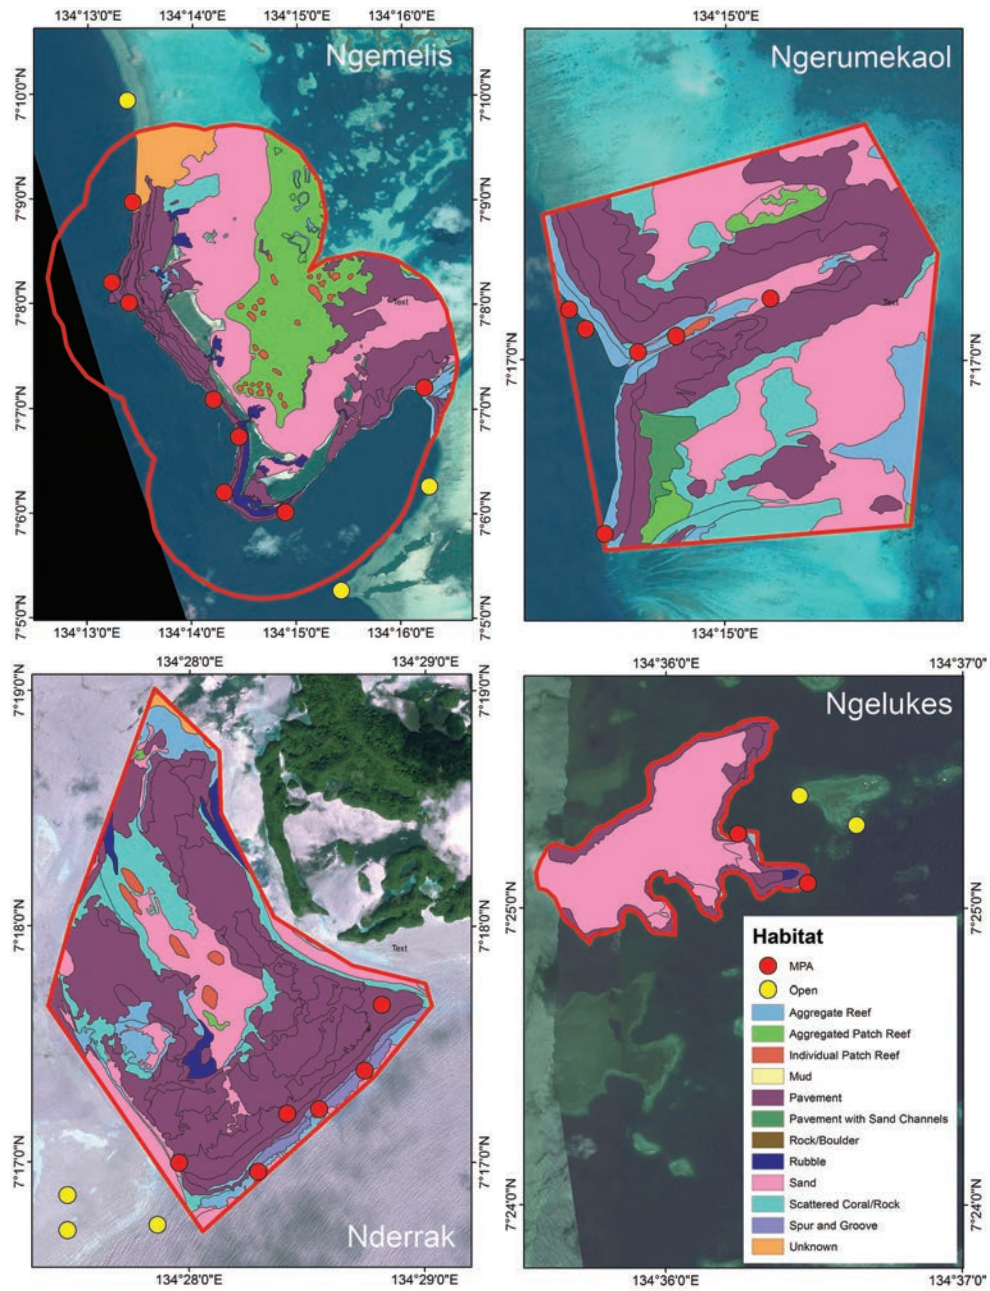 134°13'0"E 134°14'0"E 134°15'0"E 134°16'0"E
Ngemelis
7°10'0"N 7°10'0"N
7°9'0"N 7°9'0"N
7°8'0"N Text 7°8'0"N
7°7'0"N 7°7'0"N
7°6'0"N 7°6'0"N
7°5'0"N 7°5'0"N
134°13'0"E 134°14'0"E 134°15'0"E 134°16'0"E
134°15'0"E
Ngerumekaol
Text
7°17'0"N 7°17'0"N
134°15'0"E
134°28'0"E 134°29'0"E
7°19'0"N 7°19'0"N
7°18'0"N 7°18'0"N
Text
7°17'0"N 7°17'0"N
Nderrak
134°28'0"E 134°29'0"E
134°36'0"E 134°37'0"E
Ngelukes
7°25'0"N 7°25'0"N
Habitat
MPA
Open
Aggregate Reef
Aggregated Patch Reef
Individual Patch Reef
Mud
Pavement
Pavement with Sand Channels
Rock/Boulder
Rubble
Sand
Scattered Coral/Rock
Spur and Groove
Unknown
7°24'0"N 7°24'0"N
134°36'0"E 134°37'0"E